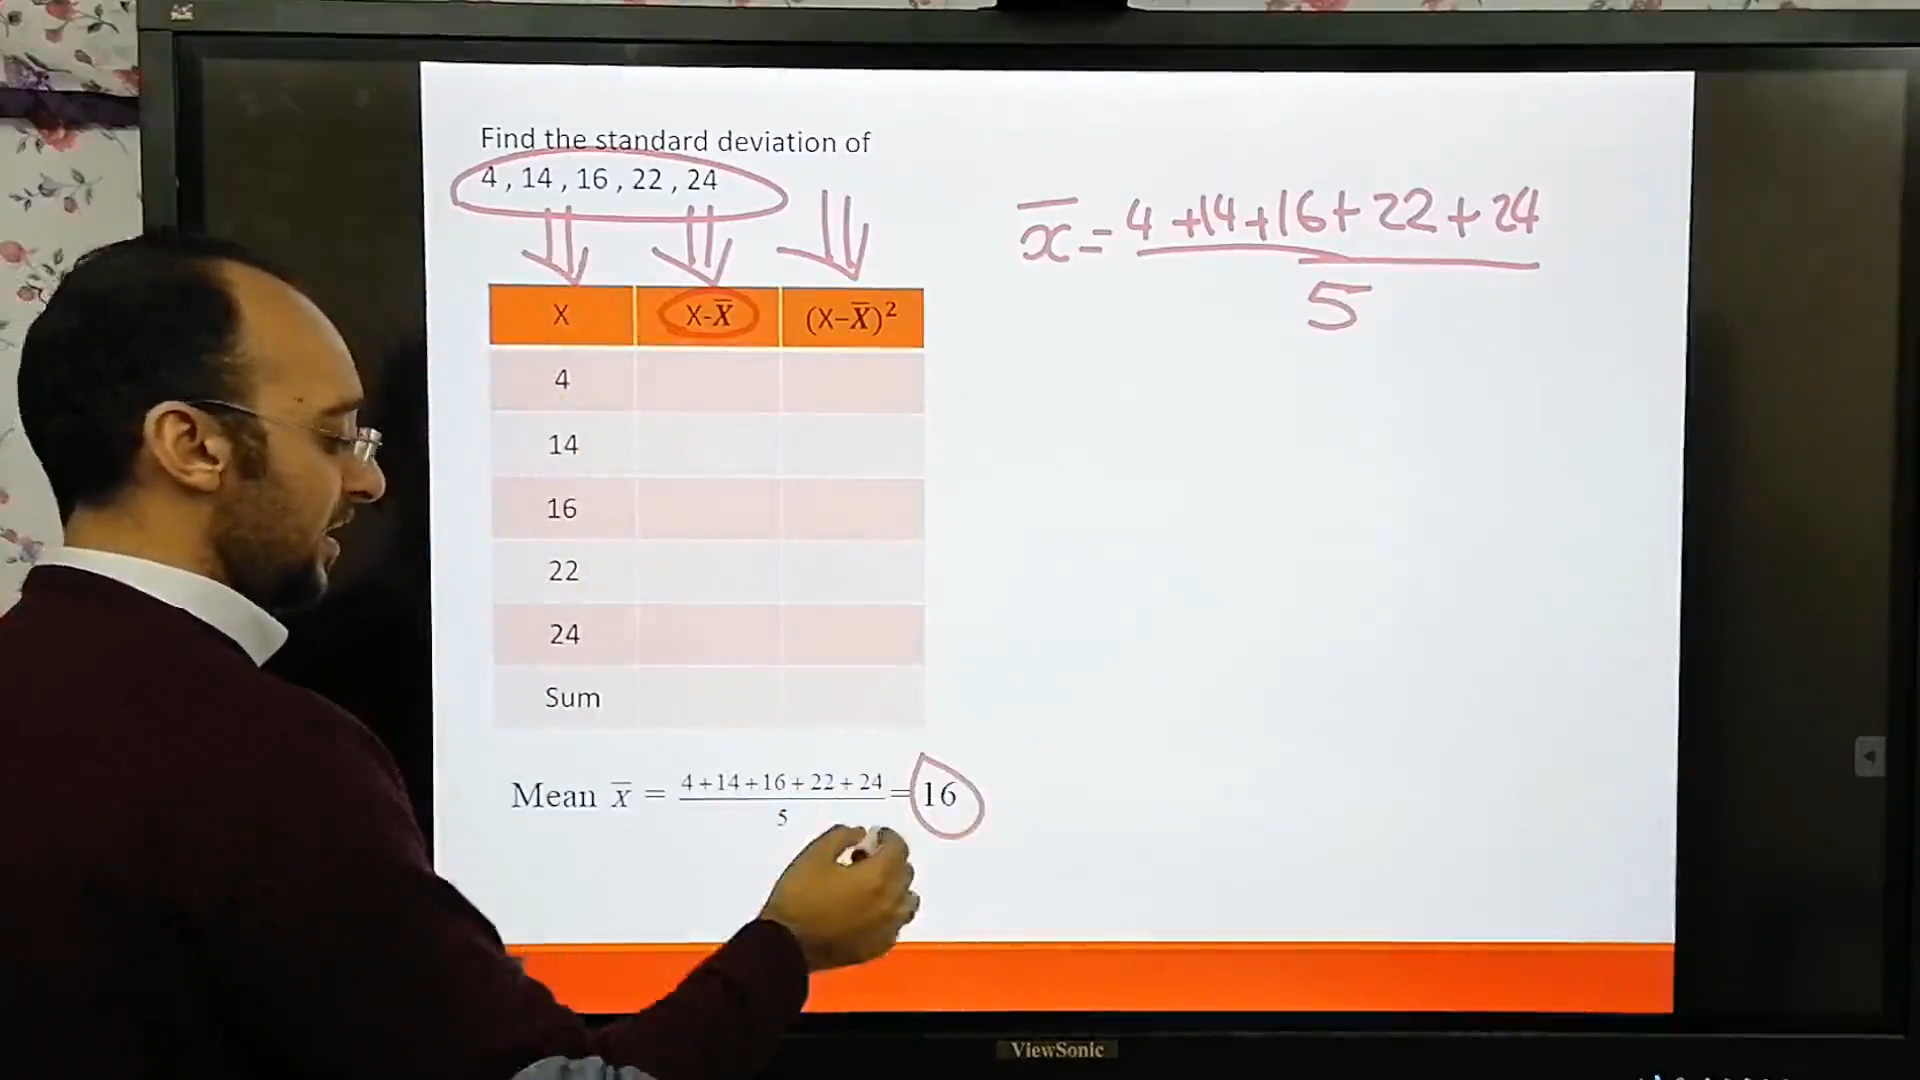 Find the standard deviation of
4 , 14 , 16 , 22 , 24
x̄ = 4 + 14 + 16 + 22 + 24
5
X X-X̄ (X-X̄)²
4
14
16
22
24
Sum
Mean x̄ = 4+14+16+22+24 = 16
5
ViewSonic